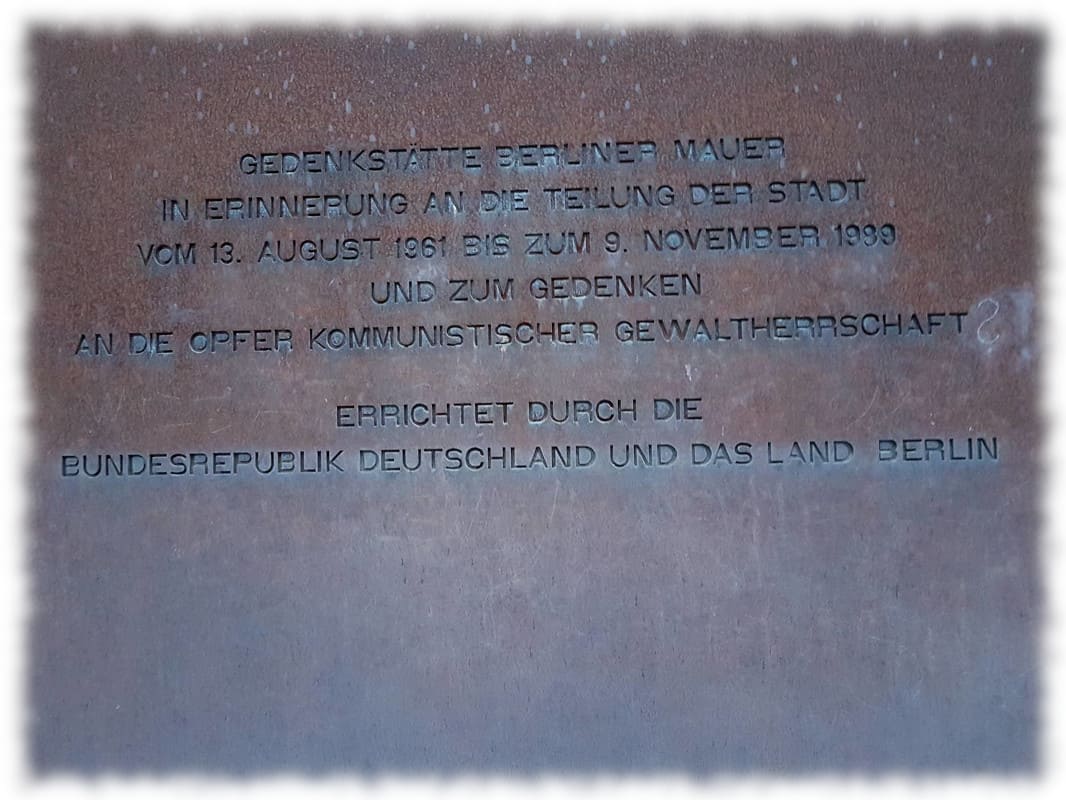 GEDENKSTÄTTE BERLINER MAUER
IN ERINNERUNG AN DIE TEILUNG DER STADT
VOM 13. AUGUST 1961 BIS ZUM 9. NOVEMBER 1989
UND ZUM GEDENKEN
AN DIE OPFER KOMMUNISTISCHER GEWALTHERRSCHAFT
ERRICHTET DURCH DIE
BUNDESREPUBLIK DEUTSCHLAND UND DAS LAND BERLIN